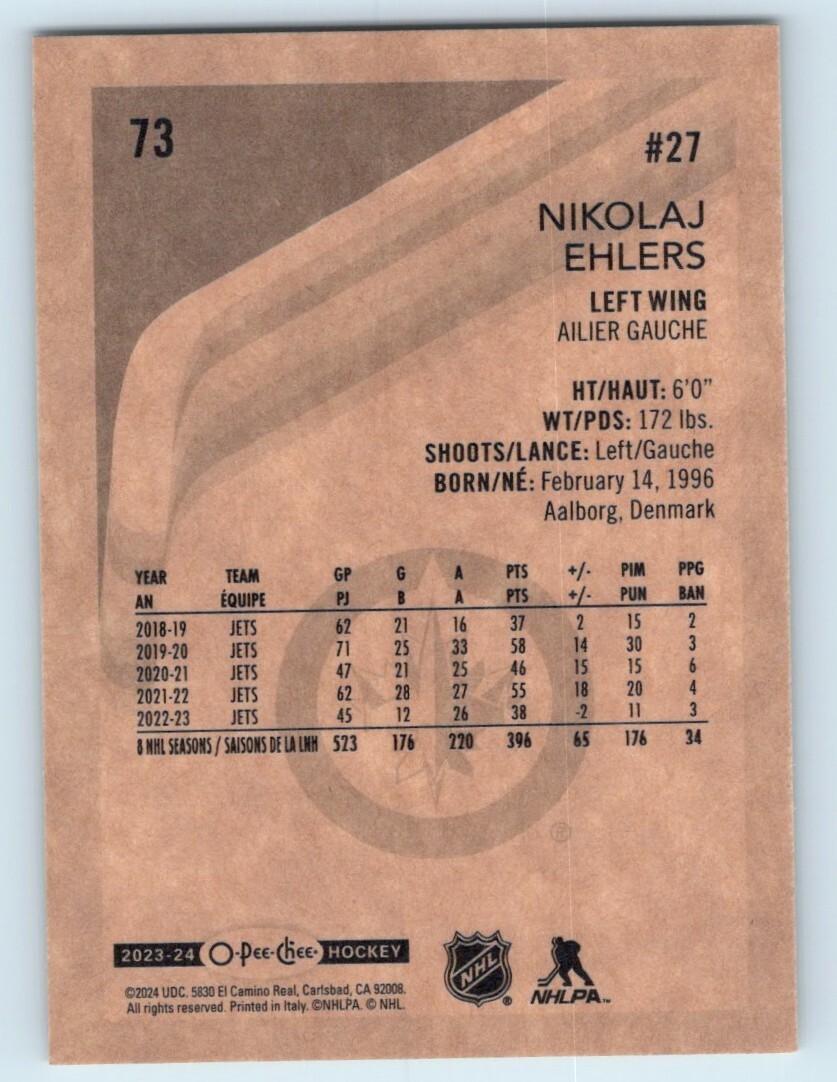 73
#27
NIKOLAJ
EHLERS
LEFT WING
AILIER GAUCHE
HT/HAUT: 6'0"
WT/PDS: 172 lbs.
SHOOTS/LANCE: Left/Gauche
BORN/NÉ: February 14, 1996
Aalborg, Denmark
YEAR TEAM GP G A PTS +/- PIM PPG
AN ÉQUIPE PJ B A PTS +/- PUN BAN
2018-19 JETS 62 21 16 37 2 15 2
2019-20 JETS 71 25 33 58 14 30 3
2020-21 JETS 47 21 25 46 15 15 6
2021-22 JETS 62 28 27 55 18 20 4
2022-23 JETS 45 12 26 38 -2 11 3
8 NHL SEASONS / SAISONS DE LA LNH 523 176 220 396 65 176 34
®
2023-24 O-Pee-Chee HOCKEY
©2024 UDC. 5830 El Camino Real, Carlsbad, CA 92008.
All rights reserved. Printed in Italy. ©NHLPA. © NHL.
NHL ®
NHLPA™